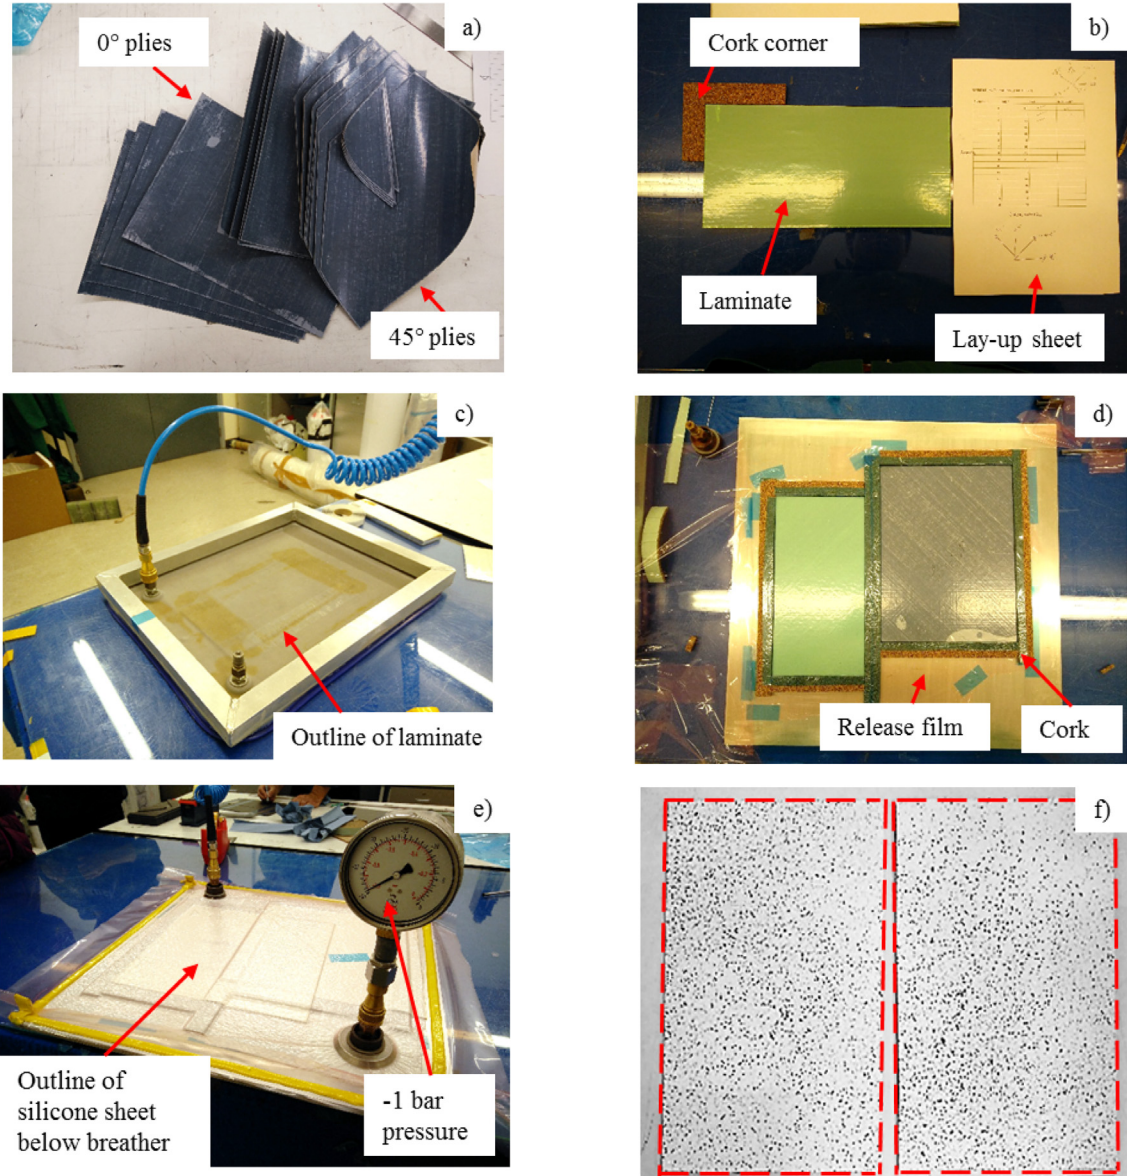 a)
0° plies
45° plies
b)
Cork corner
Laminate
Lay-up sheet
c)
Outline of laminate
d)
Release film
Cork
e)
Outline of
silicone sheet
below breather
-1 bar
pressure
f)